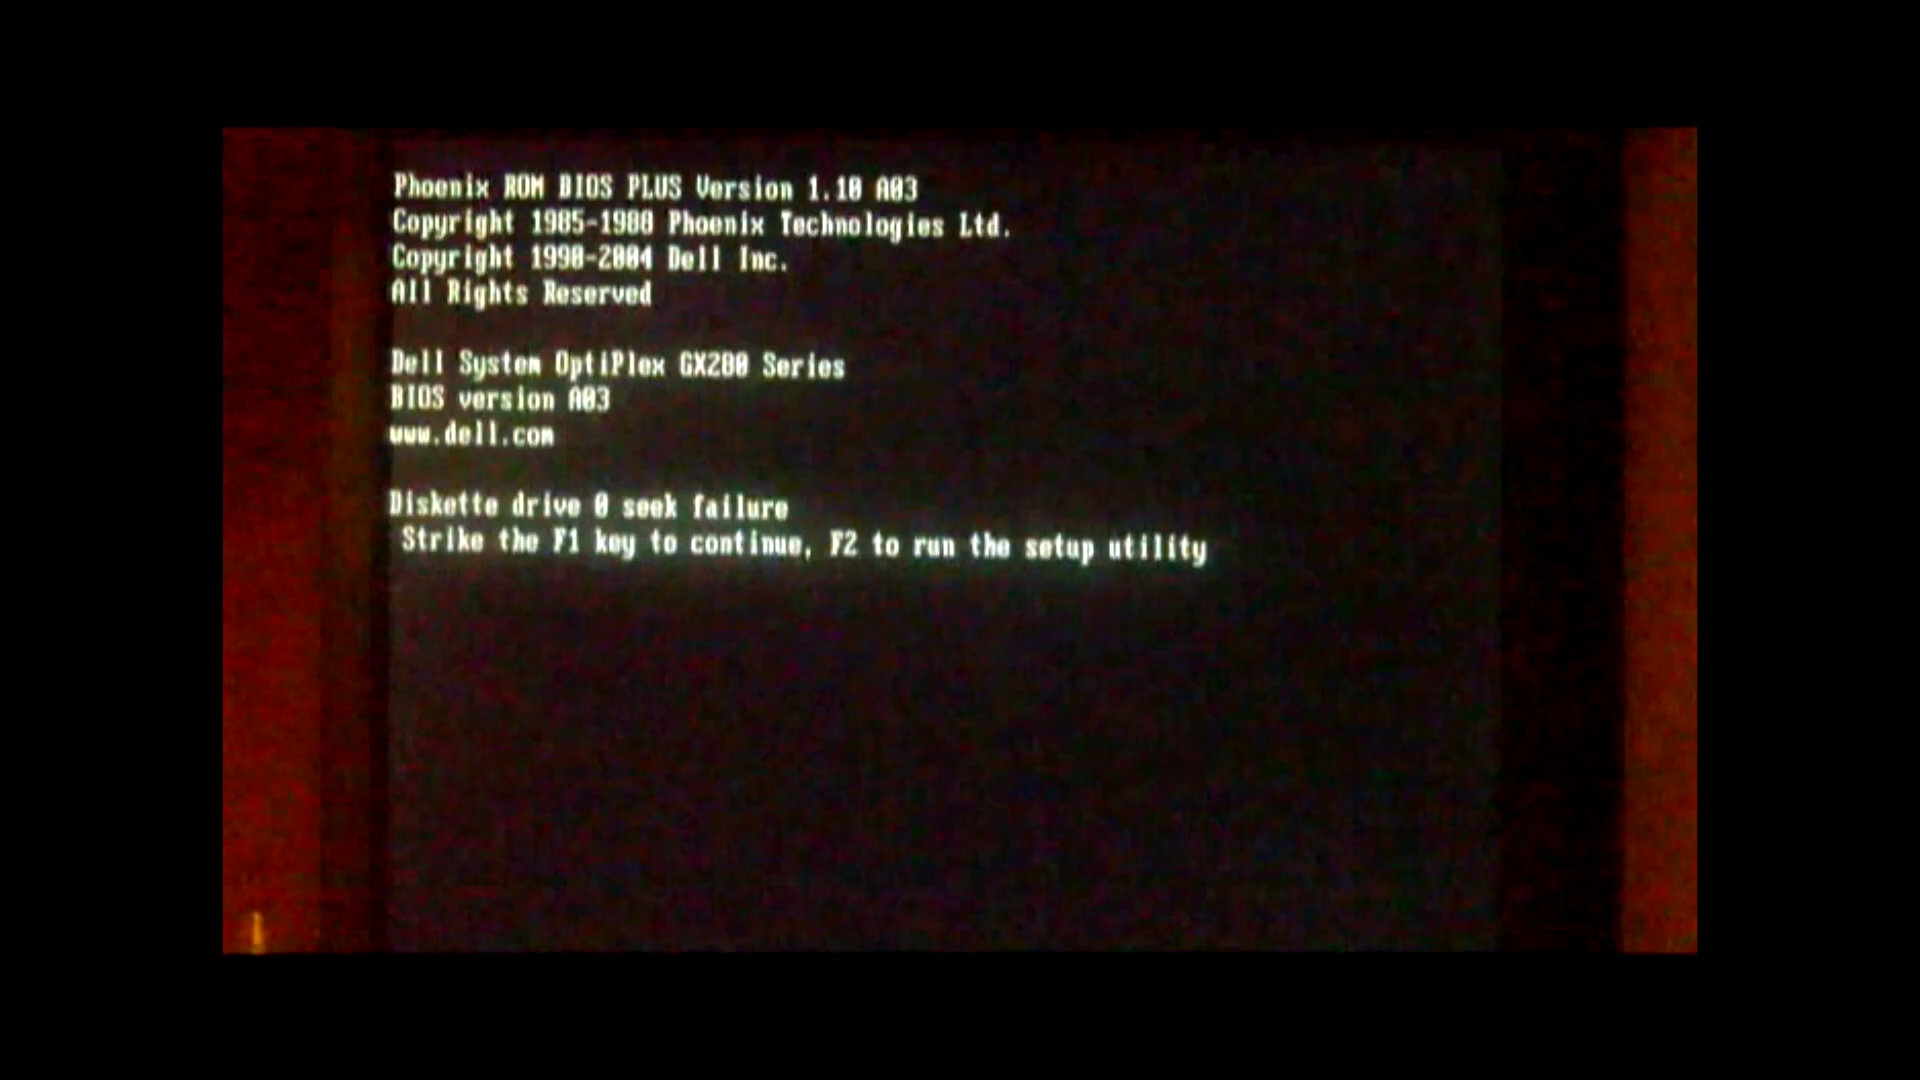 Phoenix ROM BIOS PLUS Version 1.10 A03
Copyright 1985-1988 Phoenix Technologies Ltd.
Copyright 1990-2004 Dell Inc.
All Rights Reserved
Dell System OptiPlex GX280 Series
BIOS version A03
www.dell.com
Diskette drive 0 seek failure
Strike the F1 key to continue, F2 to run the setup utility